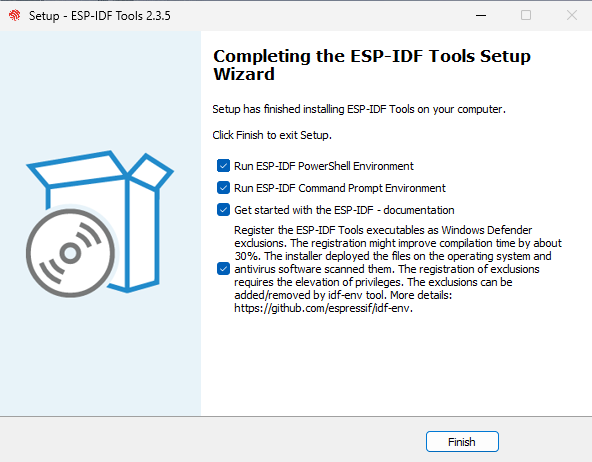 Setup - ESP-IDF Tools 2.3.5
Completing the ESP-IDF Tools Setup
Wizard
Setup has finished installing ESP-IDF Tools on your computer.
Click Finish to exit Setup.
Run ESP-IDF PowerShell Environment
Run ESP-IDF Command Prompt Environment
Get started with the ESP-IDF - documentation
Register the ESP-IDF Tools executables as Windows Defender
exclusions. The registration might improve compilation time by about
30%. The installer deployed the files on the operating system and
antivirus software scanned them. The registration of exclusions
requires the elevation of privileges. The exclusions can be
added/removed by idf-env tool. More details:
https://github.com/espressif/idf-env.
Finish